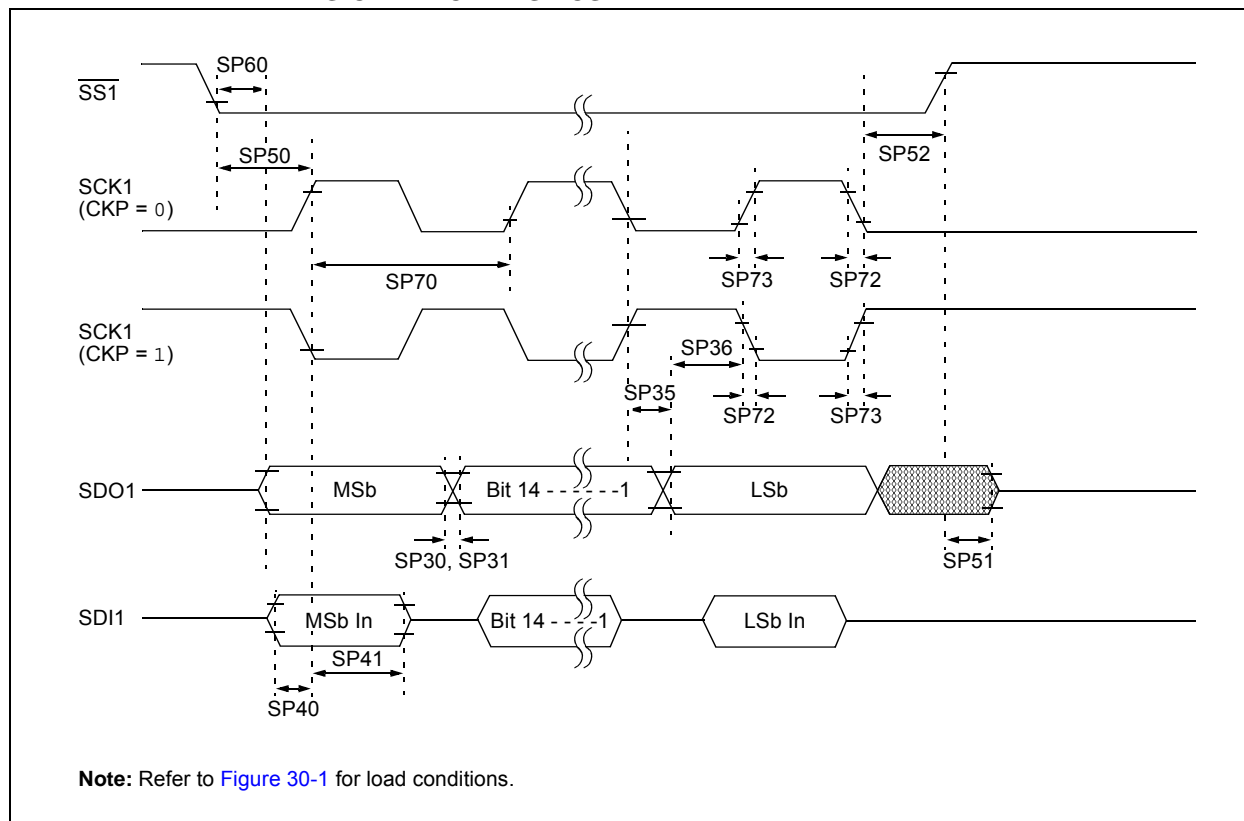 SP60
SS1
SP50
SP52
SCK1
(CKP = 0)
SP70
SP73
SP72
SCK1
(CKP = 1)
SP36
SP35
SP72
SP73
SDO1
MSb
Bit 14 - - - - - -1
LSb
SP30, SP31
SP51
SDI1
MSb In
Bit 14 - - - -1
LSb In
SP41
SP40
Note: Refer to Figure 30-1 for load conditions.